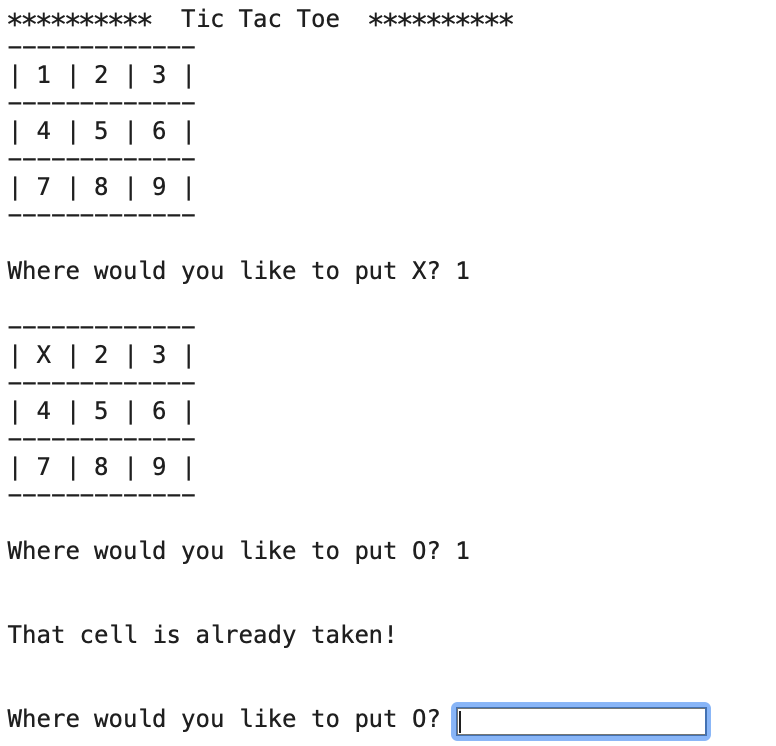 **********  Tic Tac Toe  **********
-------------
| 1 | 2 | 3 |
-------------
| 4 | 5 | 6 |
-------------
| 7 | 8 | 9 |
-------------
Where would you like to put X? 1
-------------
| X | 2 | 3 |
-------------
| 4 | 5 | 6 |
-------------
| 7 | 8 | 9 |
-------------
Where would you like to put O? 1
That cell is already taken!
Where would you like to put O?